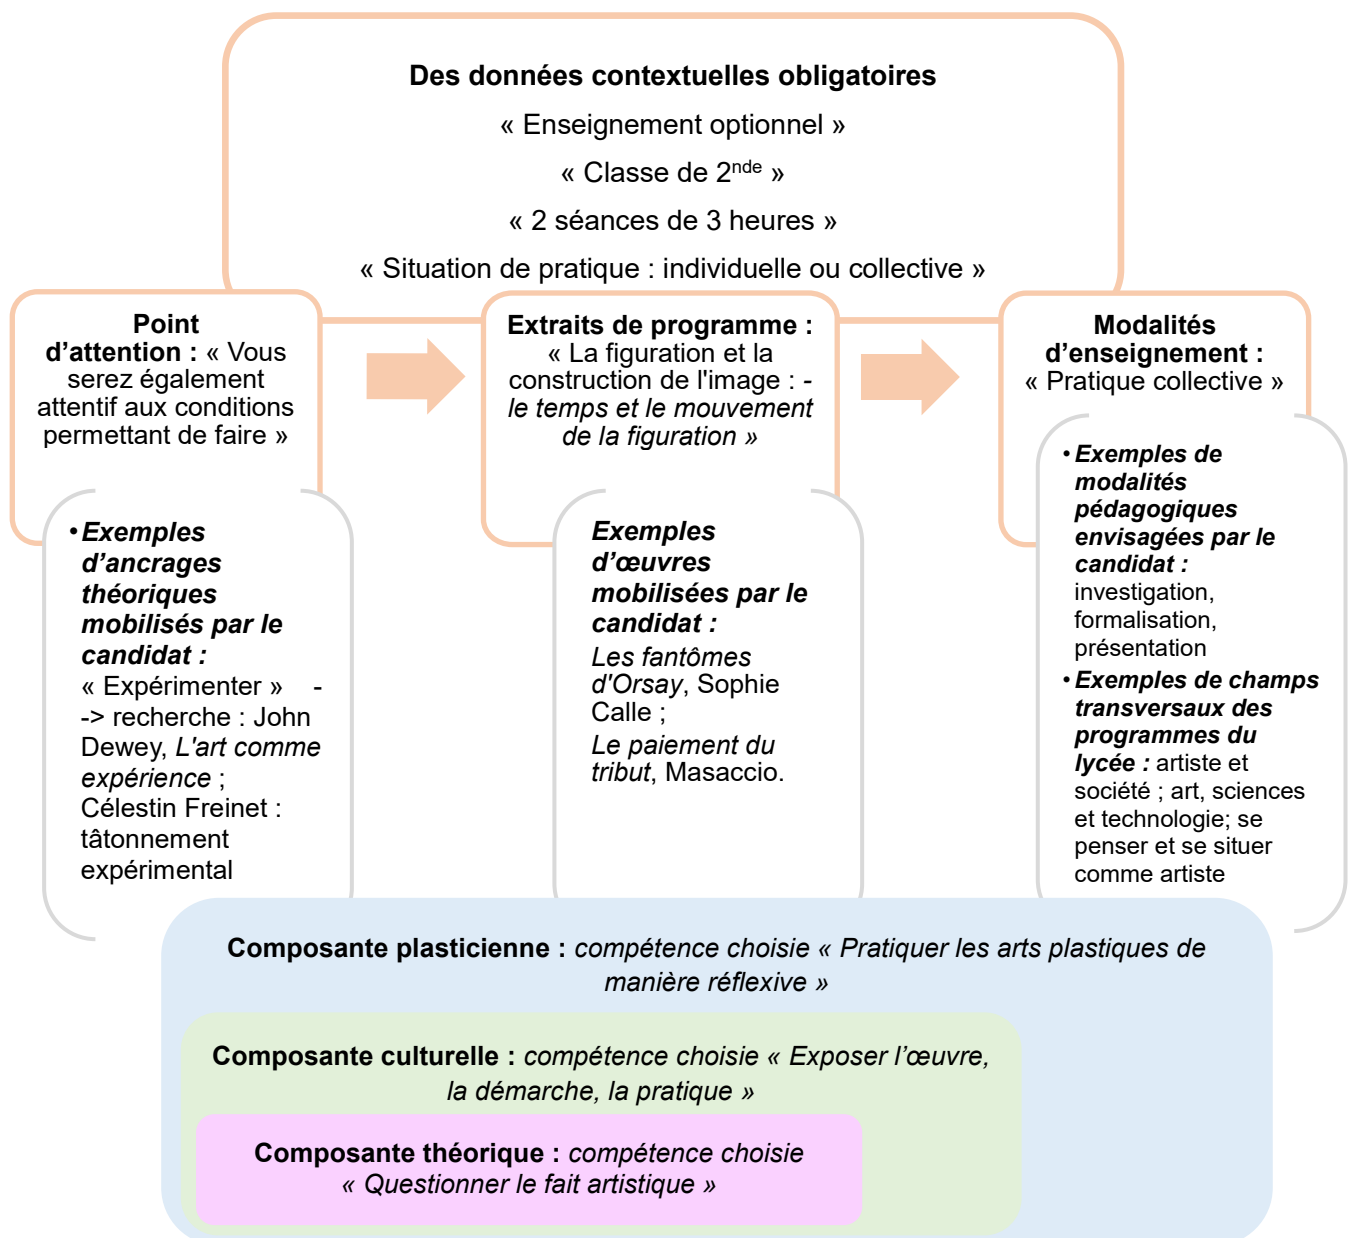 Des données contextuelles obligatoires
« Enseignement optionnel »
« Classe de 2nde »
« 2 séances de 3 heures »
« Situation de pratique : individuelle ou collective »
Point
d’attention : « Vous
serez également
attentif aux conditions
permettant de faire »
• Exemples
d’ancrages
théoriques
mobilisés par le
candidat :
« Expérimenter » -
-> recherche : John
Dewey, L'art comme
expérience ;
Célestin Freinet :
tâtonnement
expérimental
Extraits de programme :
« La figuration et la
construction de l'image : -
le temps et le mouvement
de la figuration »
Exemples
d’œuvres
mobilisées par le
candidat :
Les fantômes
d'Orsay, Sophie
Calle ;
Le paiement du
tribut, Masaccio.
Modalités
d’enseignement :
« Pratique collective »
• Exemples de
modalités
pédagogiques
envisagées par le
candidat :
investigation,
formalisation,
présentation
• Exemples de champs
transversaux des
programmes du
lycée : artiste et
société ; art, sciences
et technologie; se
penser et se situer
comme artiste
Composante plasticienne : compétence choisie « Pratiquer les arts plastiques de
manière réflexive »
Composante culturelle : compétence choisie « Exposer l’œuvre,
la démarche, la pratique »
Composante théorique : compétence choisie
« Questionner le fait artistique »